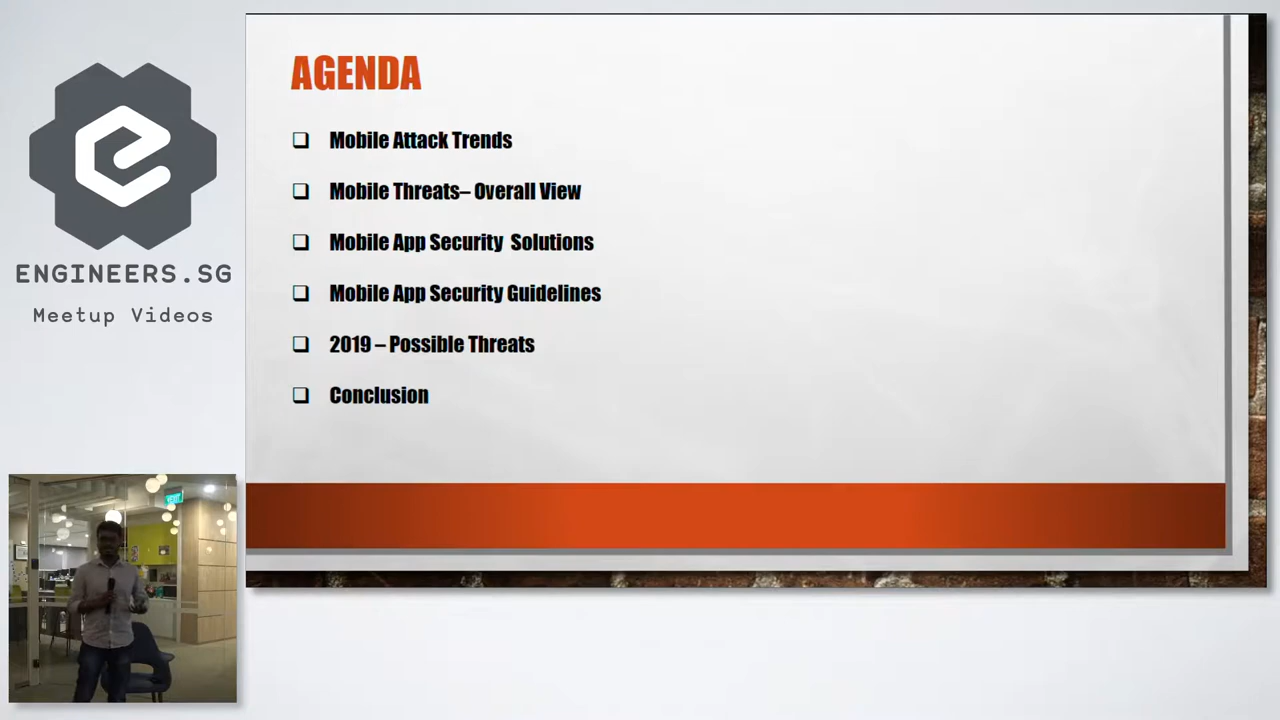 ENGINEERS.SG
Meetup Videos
AGENDA
❑ Mobile Attack Trends
❑ Mobile Threats– Overall View
❑ Mobile App Security  Solutions
❑ Mobile App Security Guidelines
❑ 2019 – Possible Threats
❑ Conclusion
EXIT